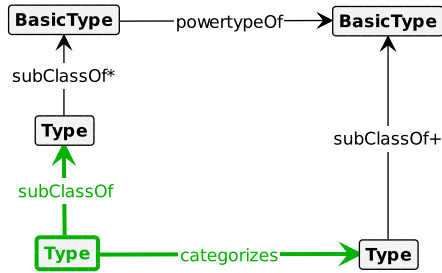 BasicType
powertypeOf
BasicType
subClassOf*
Type
subClassOf+
subClassOf
Type
categorizes
Type